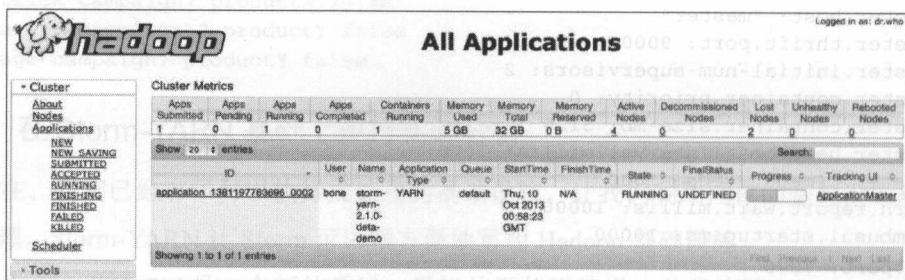 Logged in as: dr.who
hadoop
All Applications
Cluster
About
Nodes
Applications
NEW
NEW_SAVING
SUBMITTED
ACCEPTED
RUNNING
FINISHING
FINISHED
FAILED
KILLED
Scheduler
Tools
Cluster Metrics
Apps Submitted Apps Pending Apps Running Apps Completed Containers Running Memory Used Memory Total Memory Reserved Active Nodes Decommissioned Nodes Lost Nodes Unhealthy Nodes Rebooted Nodes
0 0 1 5 GB 32 GB 0 B 4 0 2 0 0
Show 20 entries Search:
ID User Name Application Type Queue StartTime FinishTime State FinalStatus Progress Tracking UI
application_1381197763696_0002 bone storm-yarn-2.1.0-deta-demo YARN default Thu, 10 Oct 2013 00:58:23 GMT N/A RUNNING UNDEFINED ApplicationMaster
Showing 1 to 1 of 1 entries First Previous 1 Next Last